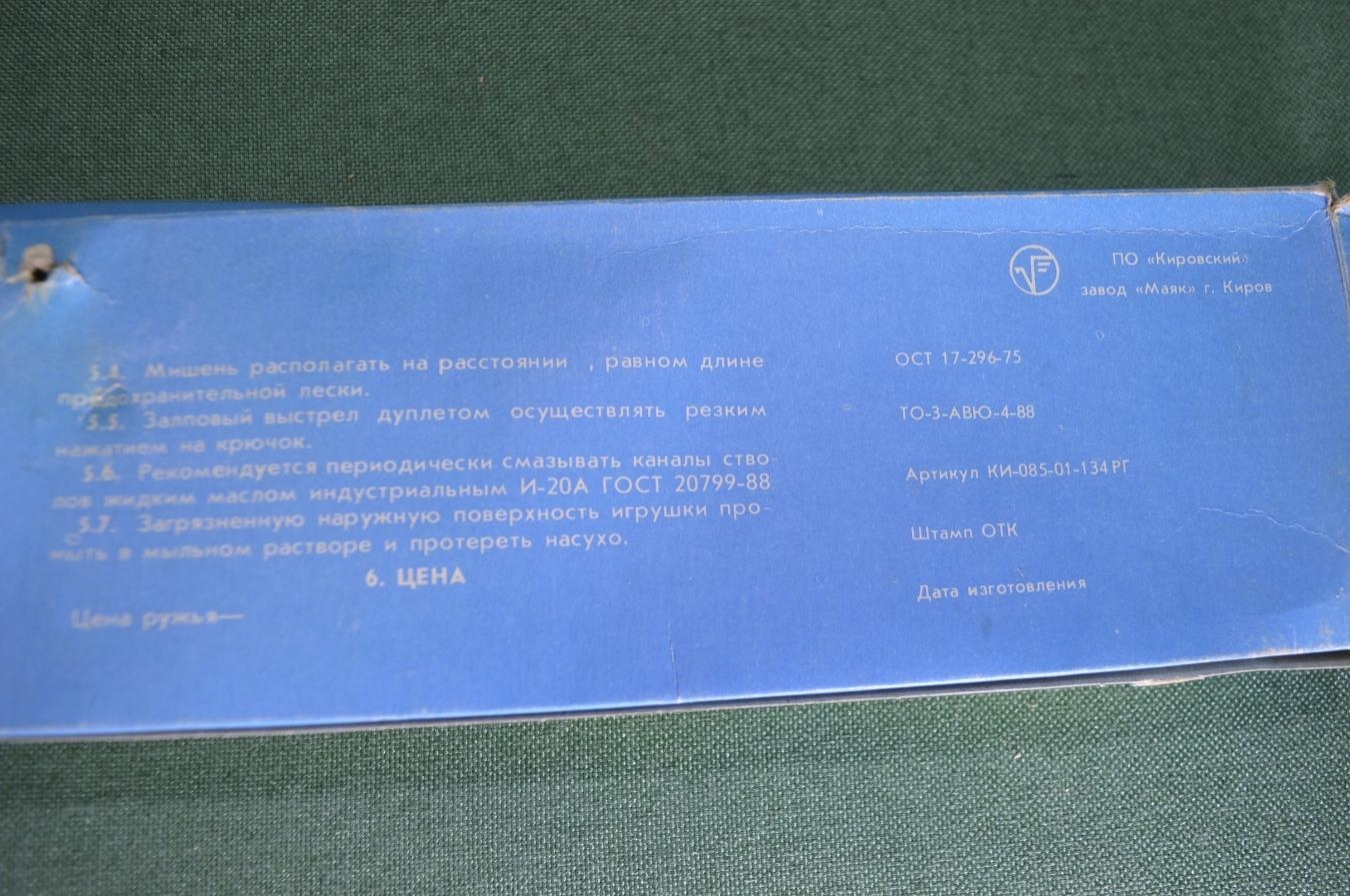 5.4. Мишень располагать на расстоянии , равном длине
предохранительной лески.
5.5. Залповый выстрел дуплетом осуществлять резким
нажатием на крючок.
5.6. Рекомендуется периодически смазывать каналы ство-
лов жидким маслом индустриальным И-20А ГОСТ 20799-88
5.7. Загрязненную наружную поверхность игрушки про-
мыть в мыльном растворе и протереть насухо.
6. ЦЕНА
Цена ружья—
ПО «Кировский»
завод «Маяк» г. Киров
ОСТ 17-296-75
ТО-3-АВЮ-4-88
Артикул КИ-085-01-134 РГ
Штамп ОТК
Дата изготовления